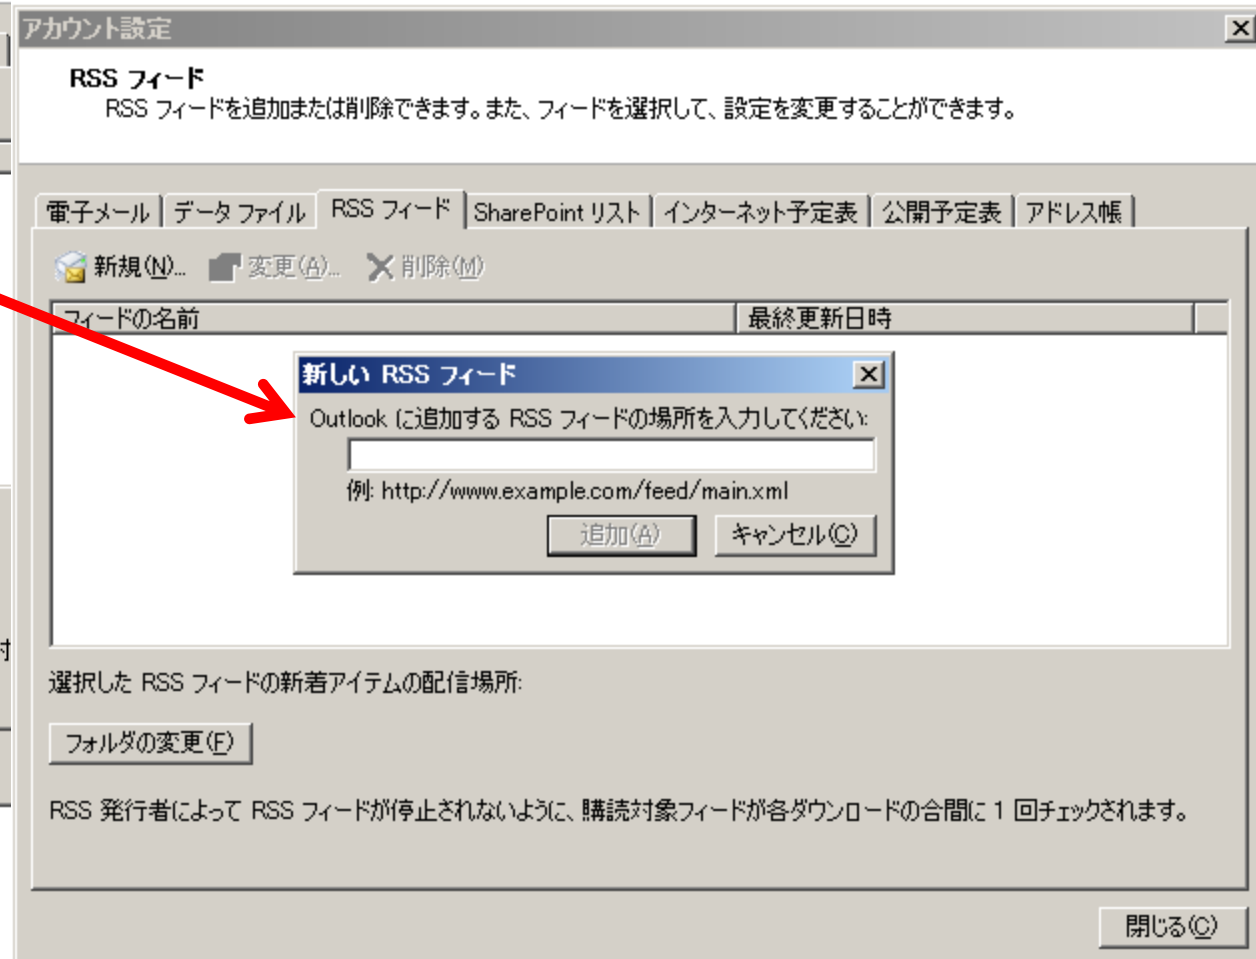 アカウント設定
RSS フィード
RSS フィードを追加または削除できます。また、フィードを選択して、設定を変更することができます。
電子メール データ ファイル RSS フィード SharePoint リスト インターネット予定表 公開予定表 アドレス帳
新規(N)... 変更(A)... 削除(M)
フィードの名前 最終更新日時
新しい RSS フィード
Outlook に追加する RSS フィードの場所を入力してください:
例: http://www.example.com/feed/main.xml
追加(A) キャンセル(C)
選択した RSS フィードの新着アイテムの配信場所:
フォルダの変更(F)
RSS 発行者によって RSS フィードが停止されないように、購読対象フィードが各ダウンロードの合間に 1 回チェックされます。
閉じる(C)